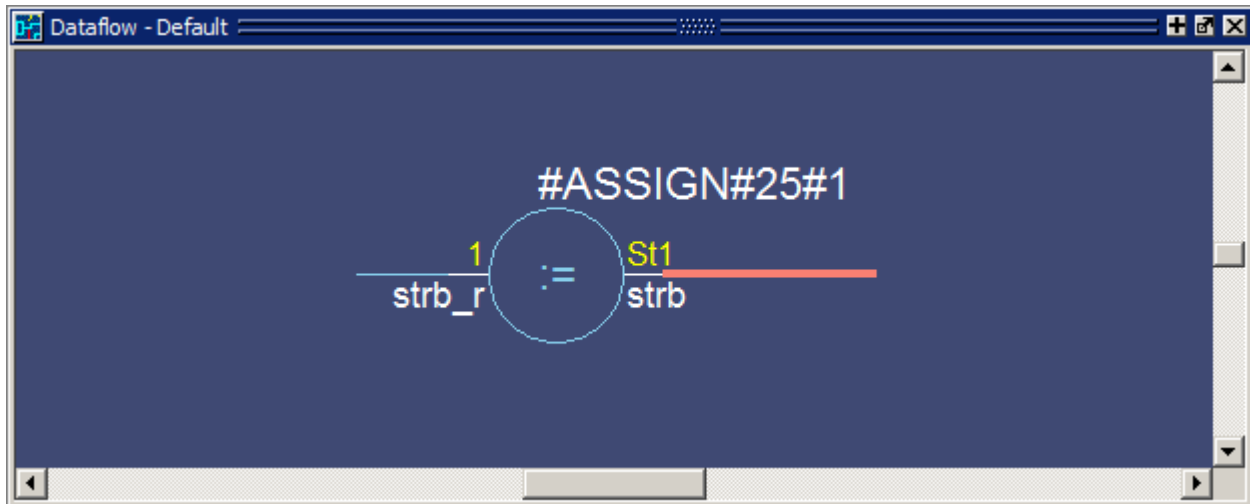 Dataflow - Default
#ASSIGN#25#1
1
St1
:=
strb_r
strb